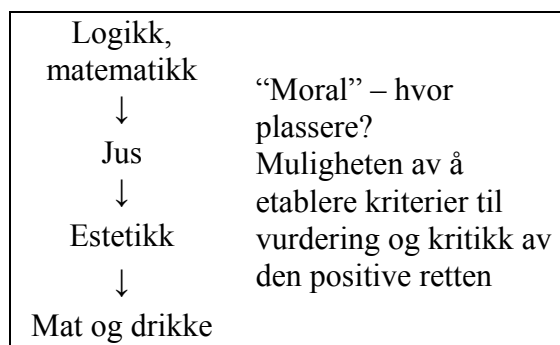 Logikk,
matematikk
↓
Jus
↓
Estetikk
↓
Mat og drikke
“Moral” – hvor
plassere?
Muligheten av å
etablere kriterier til
vurdering og kritikk av
den positive retten